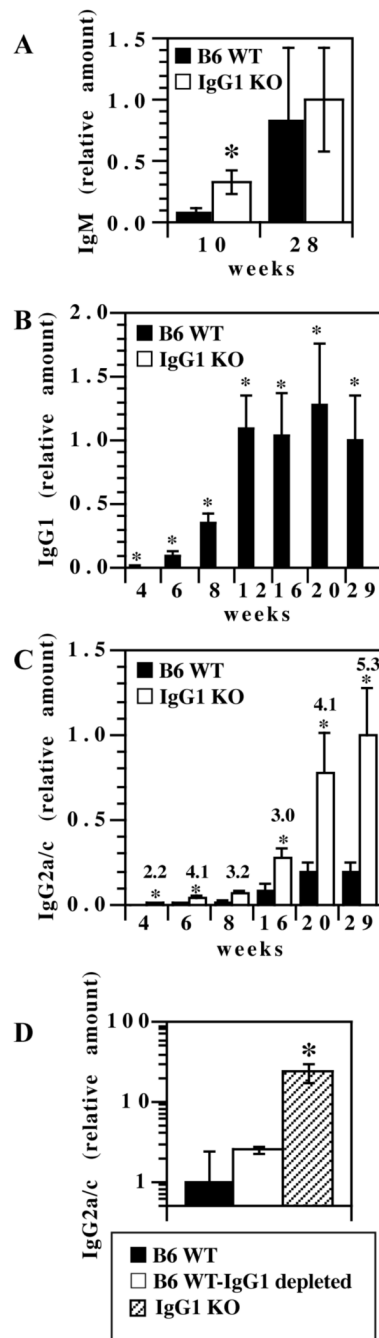 A
IgM (relative amount)
1.5
1.0
0.5
0.0
B6 WT
IgG1 KO
*
10 28
weeks
B
IgG1 (relative amount)
2.0
1.5
1.0
0.5
0.0
B6 WT
IgG1 KO
* * * * * * *
4 6 8 12 16 20 29
weeks
C
IgG2a/c (relative amount)
1.5
1.0
0.5
0.0
B6 WT
IgG1 KO
2.2 4.1 3.2 3.0 4.1 5.3
* * * * *
4 6 8 16 20 29
weeks
D
IgG2a/c (relative amount)
100
10
1
*
B6 WT
B6 WT-IgG1 depleted
IgG1 KO